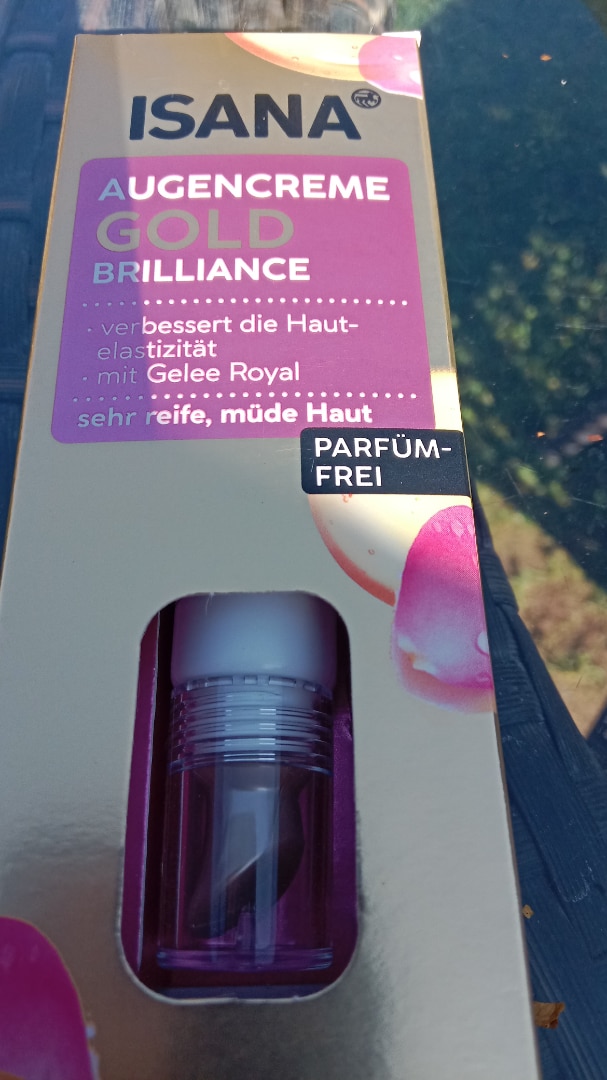 ISANA
AUGENCREME
GOLD
BRILLIANCE
• verbessert die Haut-
elastizität
• mit Gelee Royal
sehr reife, müde Haut
PARFÜM-
FREI